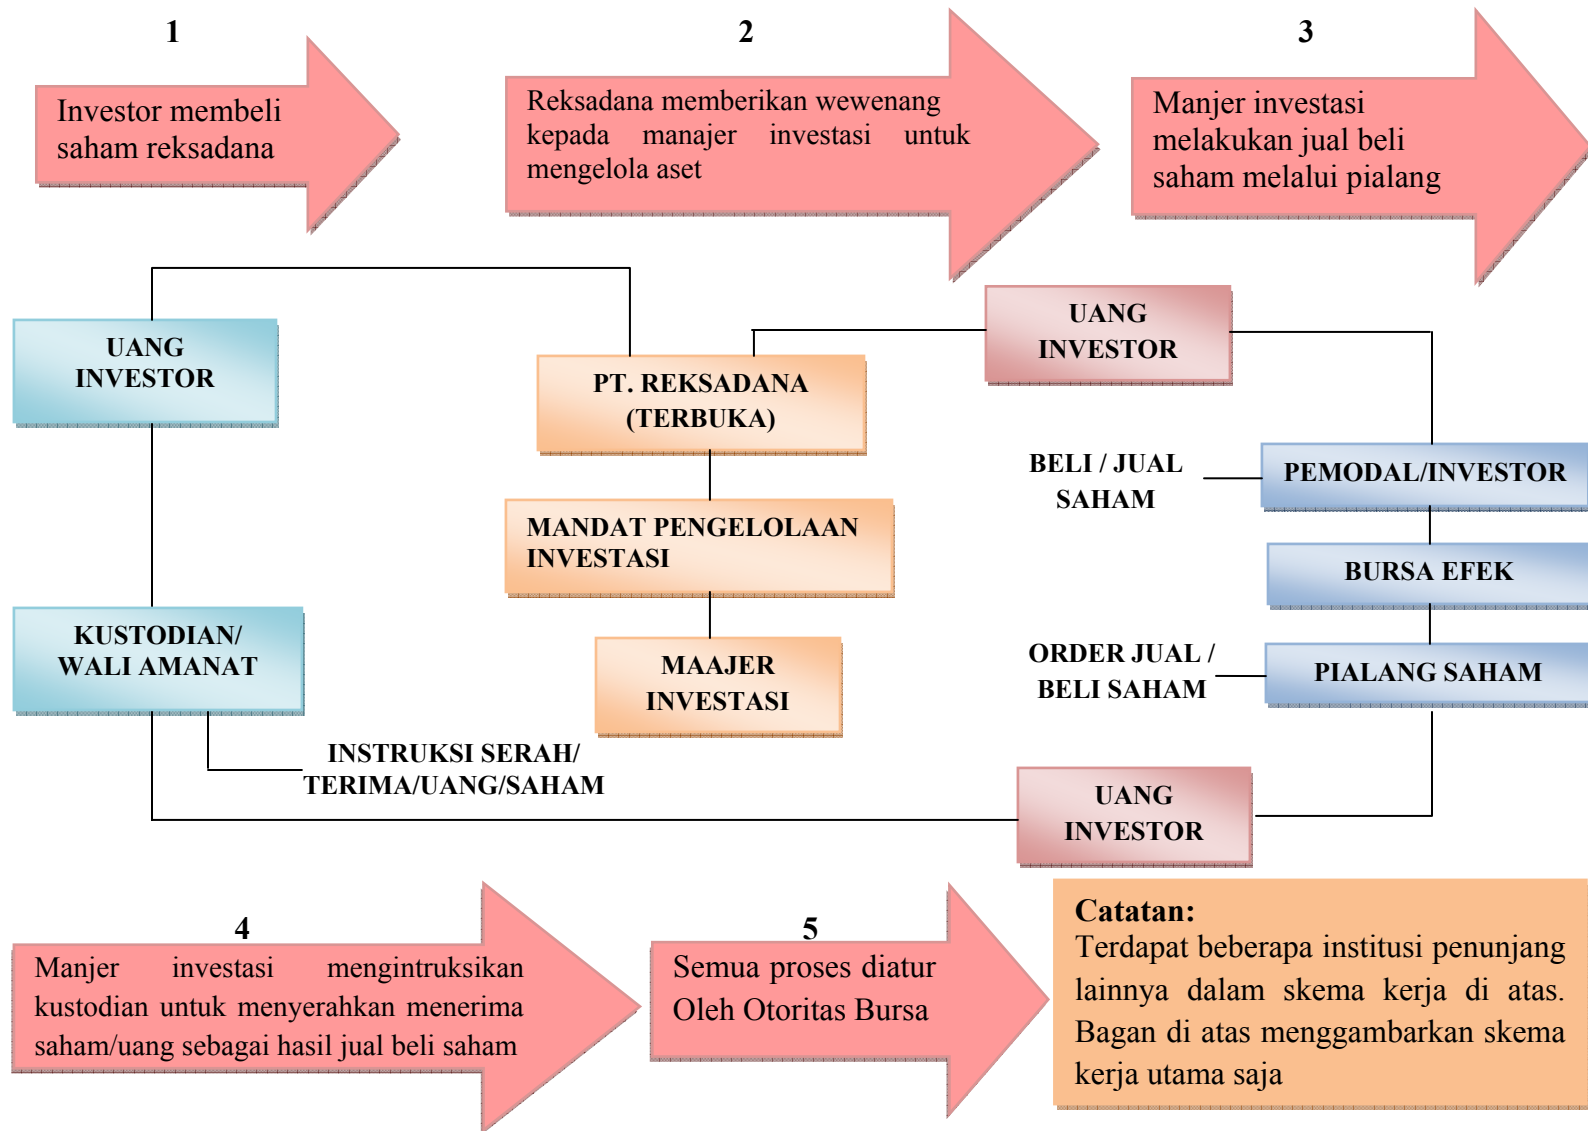 1
Investor membeli
saham reksadana
2
Reksadana memberikan wewenang
kepada manajer investasi untuk
mengelola aset
3
Manjer investasi
melakukan jual beli
saham melalui pialang
UANG
INVESTOR
PT. REKSADANA
(TERBUKA)
UANG
INVESTOR
BELI / JUAL
SAHAM
PEMODAL/INVESTOR
MANDAT PENGELOLAAN
INVESTASI
BURSA EFEK
KUSTODIAN/
WALI AMANAT
MAAJER
INVESTASI
ORDER JUAL /
BELI SAHAM
PIALANG SAHAM
INSTRUKSI SERAH/
TERIMA/UANG/SAHAM
UANG
INVESTOR
4
Manjer investasi mengintruksikan
kustodian untuk menyerahkan menerima
saham/uang sebagai hasil jual beli saham
5
Semua proses diatur
Oleh Otoritas Bursa
Catatan:
Terdapat beberapa institusi penunjang
lainnya dalam skema kerja di atas.
Bagan di atas menggambarkan skema
kerja utama saja